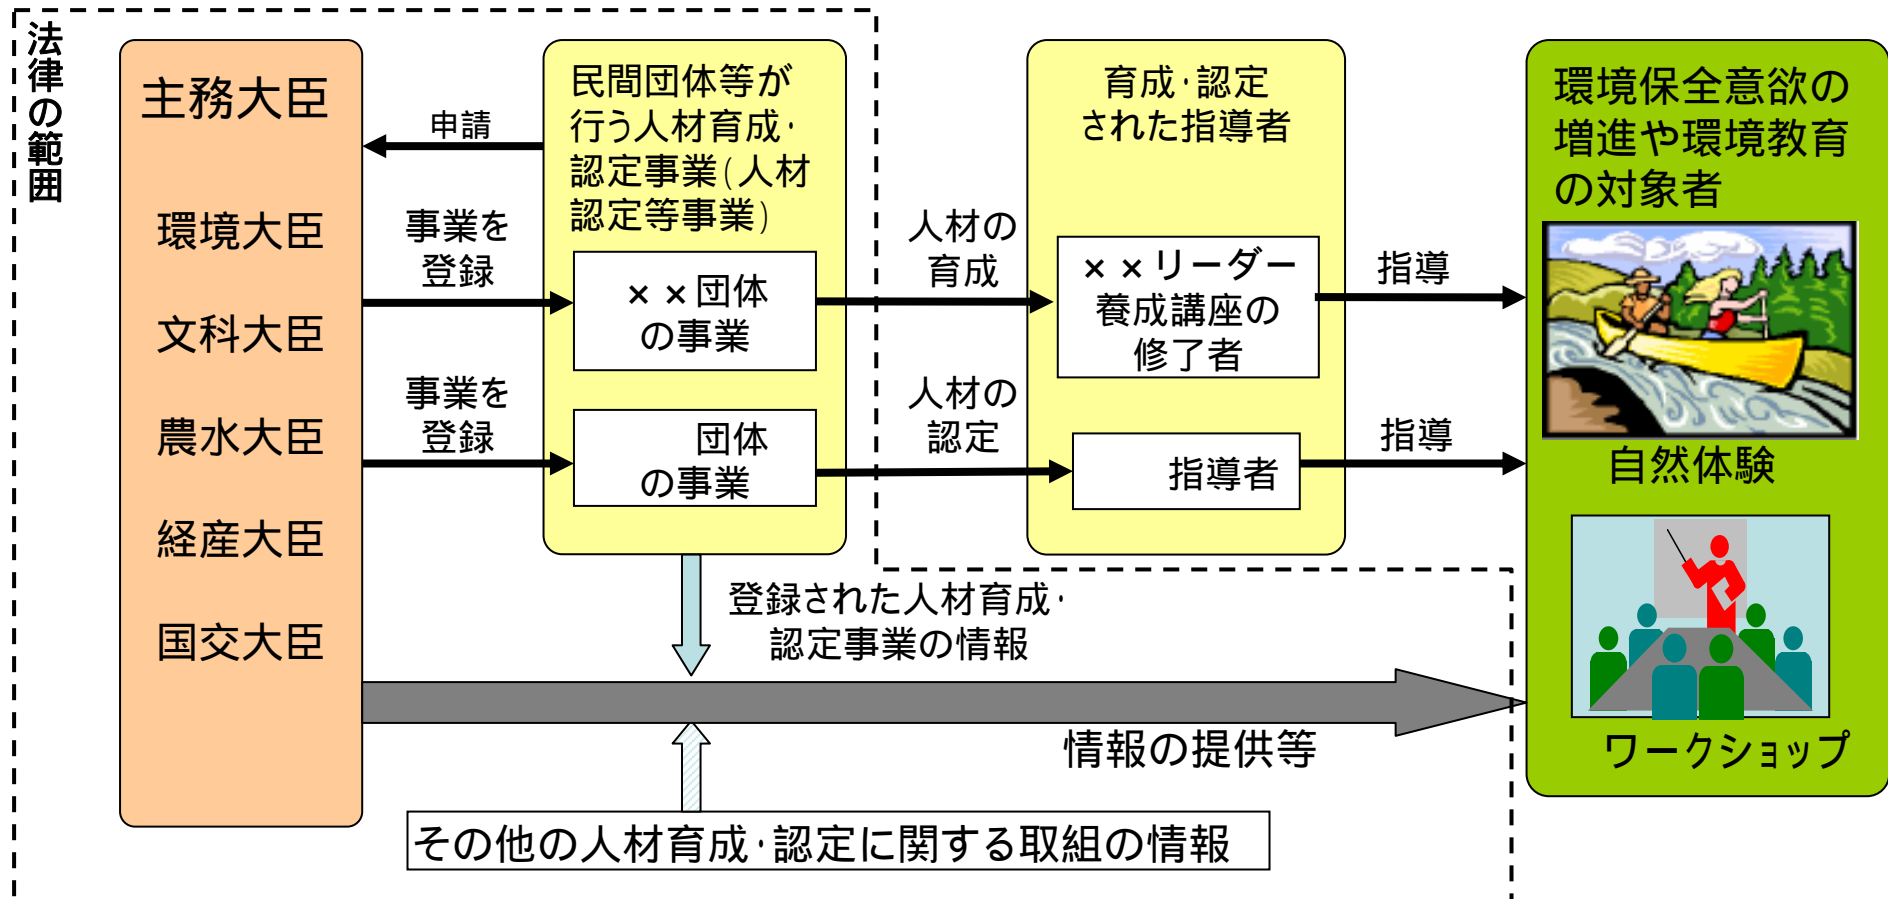 法律の範囲
主務大臣
環境大臣
文科大臣
農水大臣
経産大臣
国交大臣
申請
事業を
登録
事業を
登録
民間団体等が
行う人材育成・
認定事業(人材
認定等事業)
××団体
の事業
団体
の事業
人材の
育成
人材の
認定
育成・認定
された指導者
××リーダー
養成講座の
修了者
指導者
指導
指導
環境保全意欲の
増進や環境教育
の対象者
自然体験
ワークショップ
登録された人材育成・
認定事業の情報
情報の提供等
その他の人材育成・認定に関する取組の情報